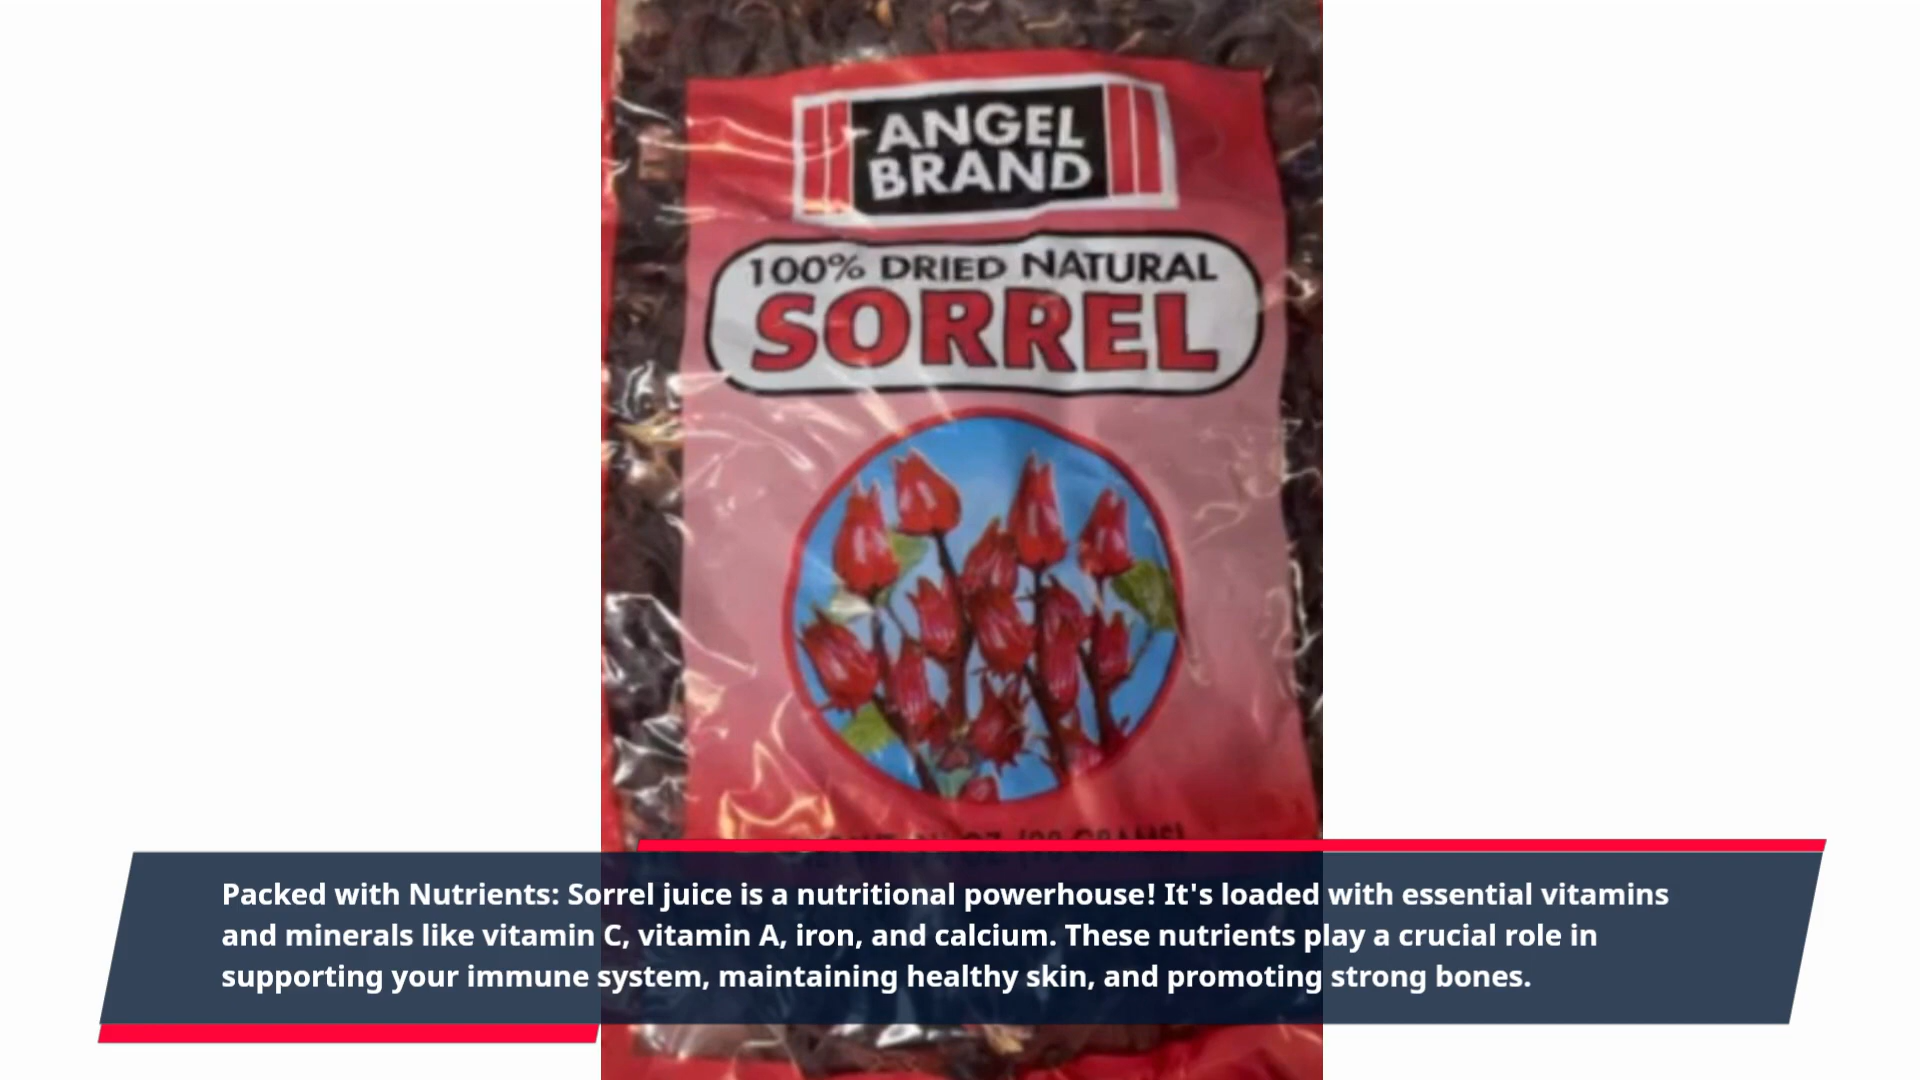 ANGEL
BRAND
100% DRIED NATURAL
SORREL
Packed with Nutrients: Sorrel juice is a nutritional powerhouse! It's loaded with essential vitamins
and minerals like vitamin C, vitamin A, iron, and calcium. These nutrients play a crucial role in
supporting your immune system, maintaining healthy skin, and promoting strong bones.